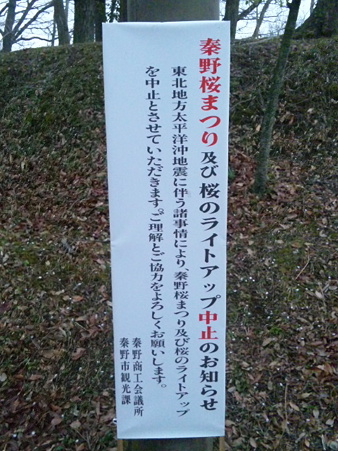 秦野桜まつり及び桜のライトアップ中止のお知らせ
東北地方太平洋沖地震に伴う諸事情により、秦野桜まつり及び桜のライトアップ
を中止とさせていただきます。ご理解とご協力をよろしくお願いします。
秦野商工会議所
秦野市観光課